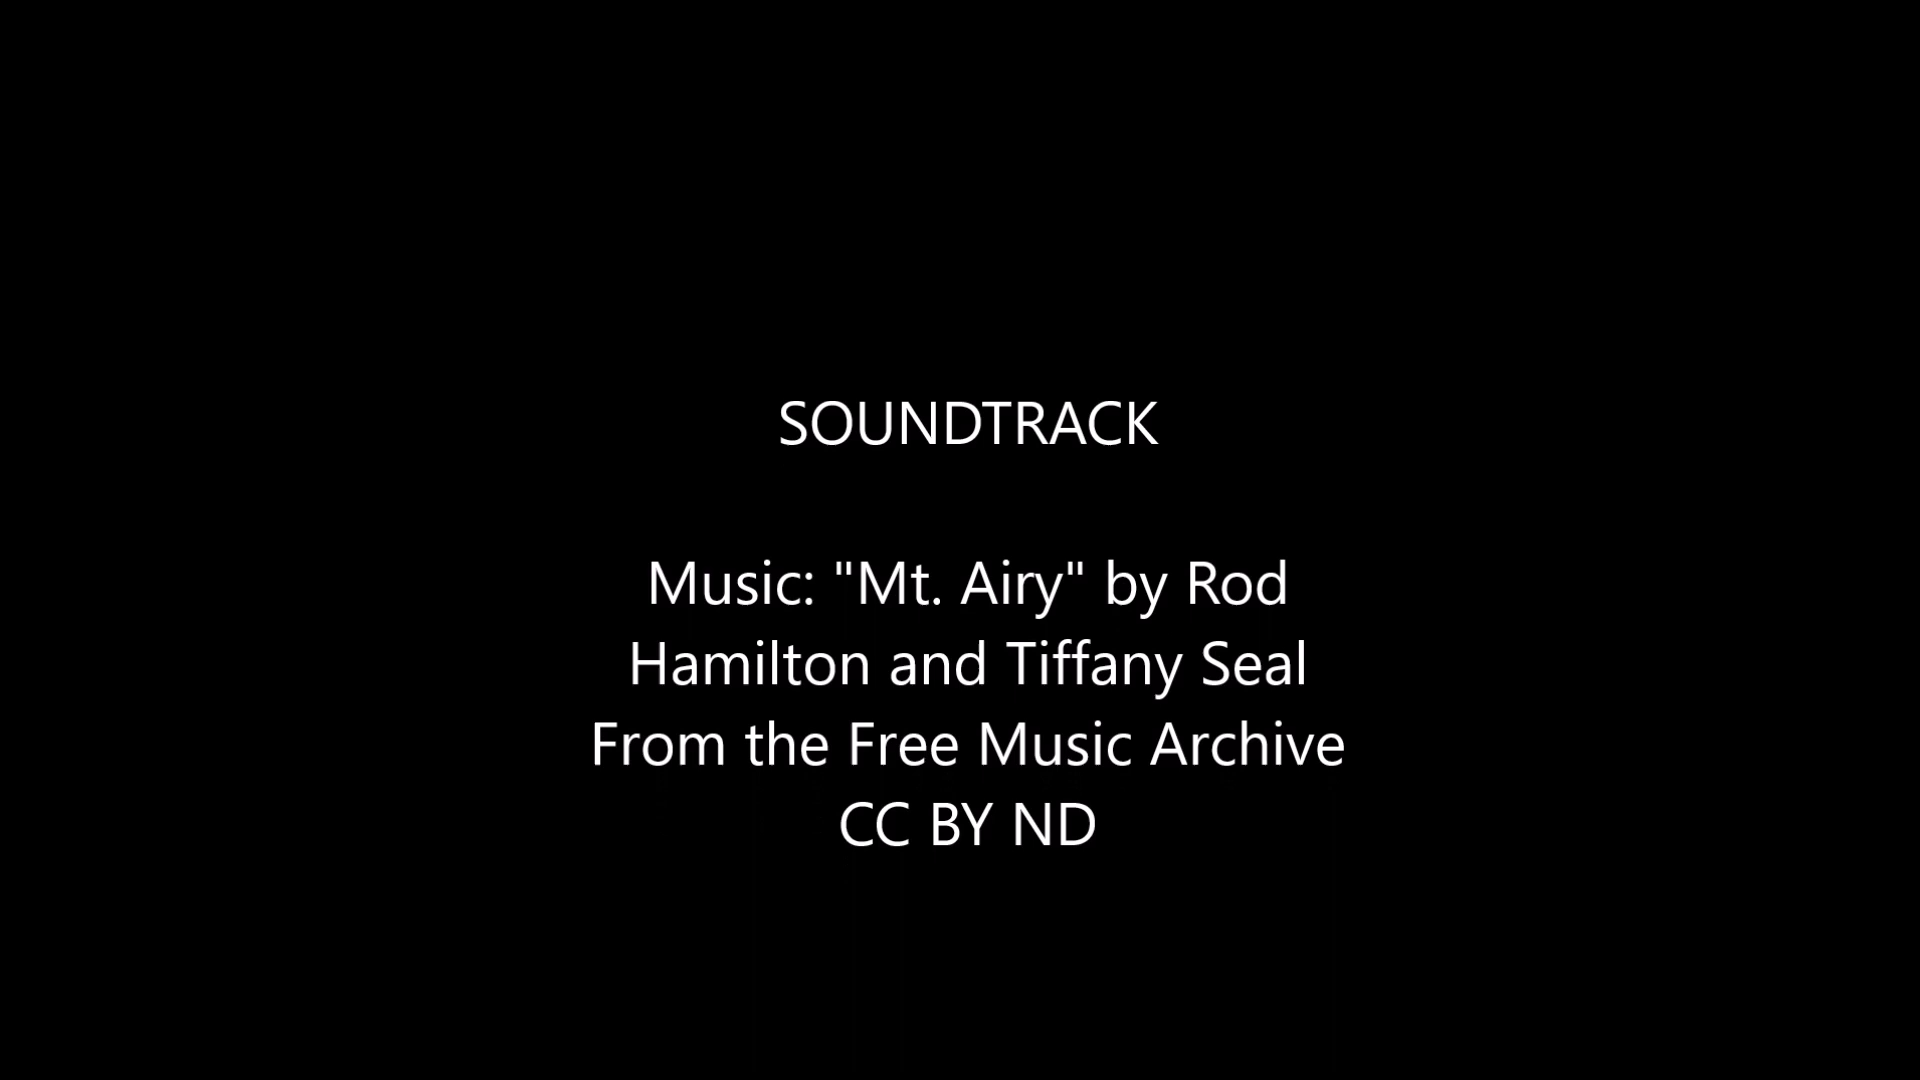 SOUNDTRACK
Music: "Mt. Airy" by Rod
Hamilton and Tiffany Seal
From the Free Music Archive
CC BY ND